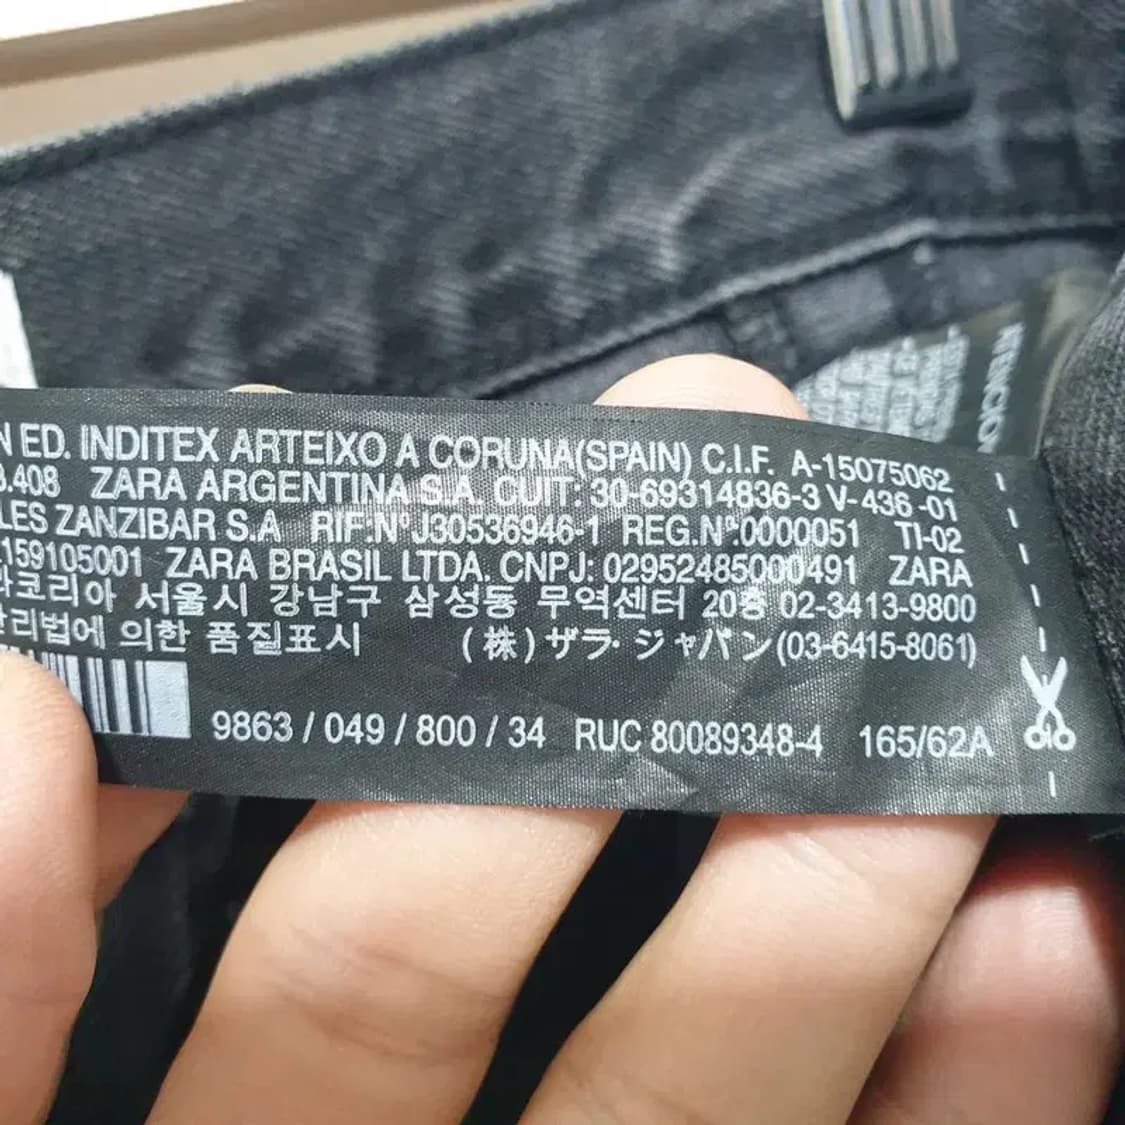 N ED. INDITEX ARTEIXO A CORUNA(SPAIN) C.I.F. A-15075062
.408 ZARA ARGENTINA S.A. CUIT: 30-69314836-3 V-436-01
LES ZANZIBAR S.A RIF:Nº J30536946-1 REG.Nº:0000051 TI-02
159105001 ZARA BRASIL LTDA. CNPJ: 02952485000491 ZARA
코리아 서울시 강남구 삼성동 무역센터 20층 02-3413-9800
리법에 의한 품질표시 (株)ザラ・ジャパン(03-6415-8061)
9863 / 049 / 800 / 34 RUC 80089348-4 165/62A